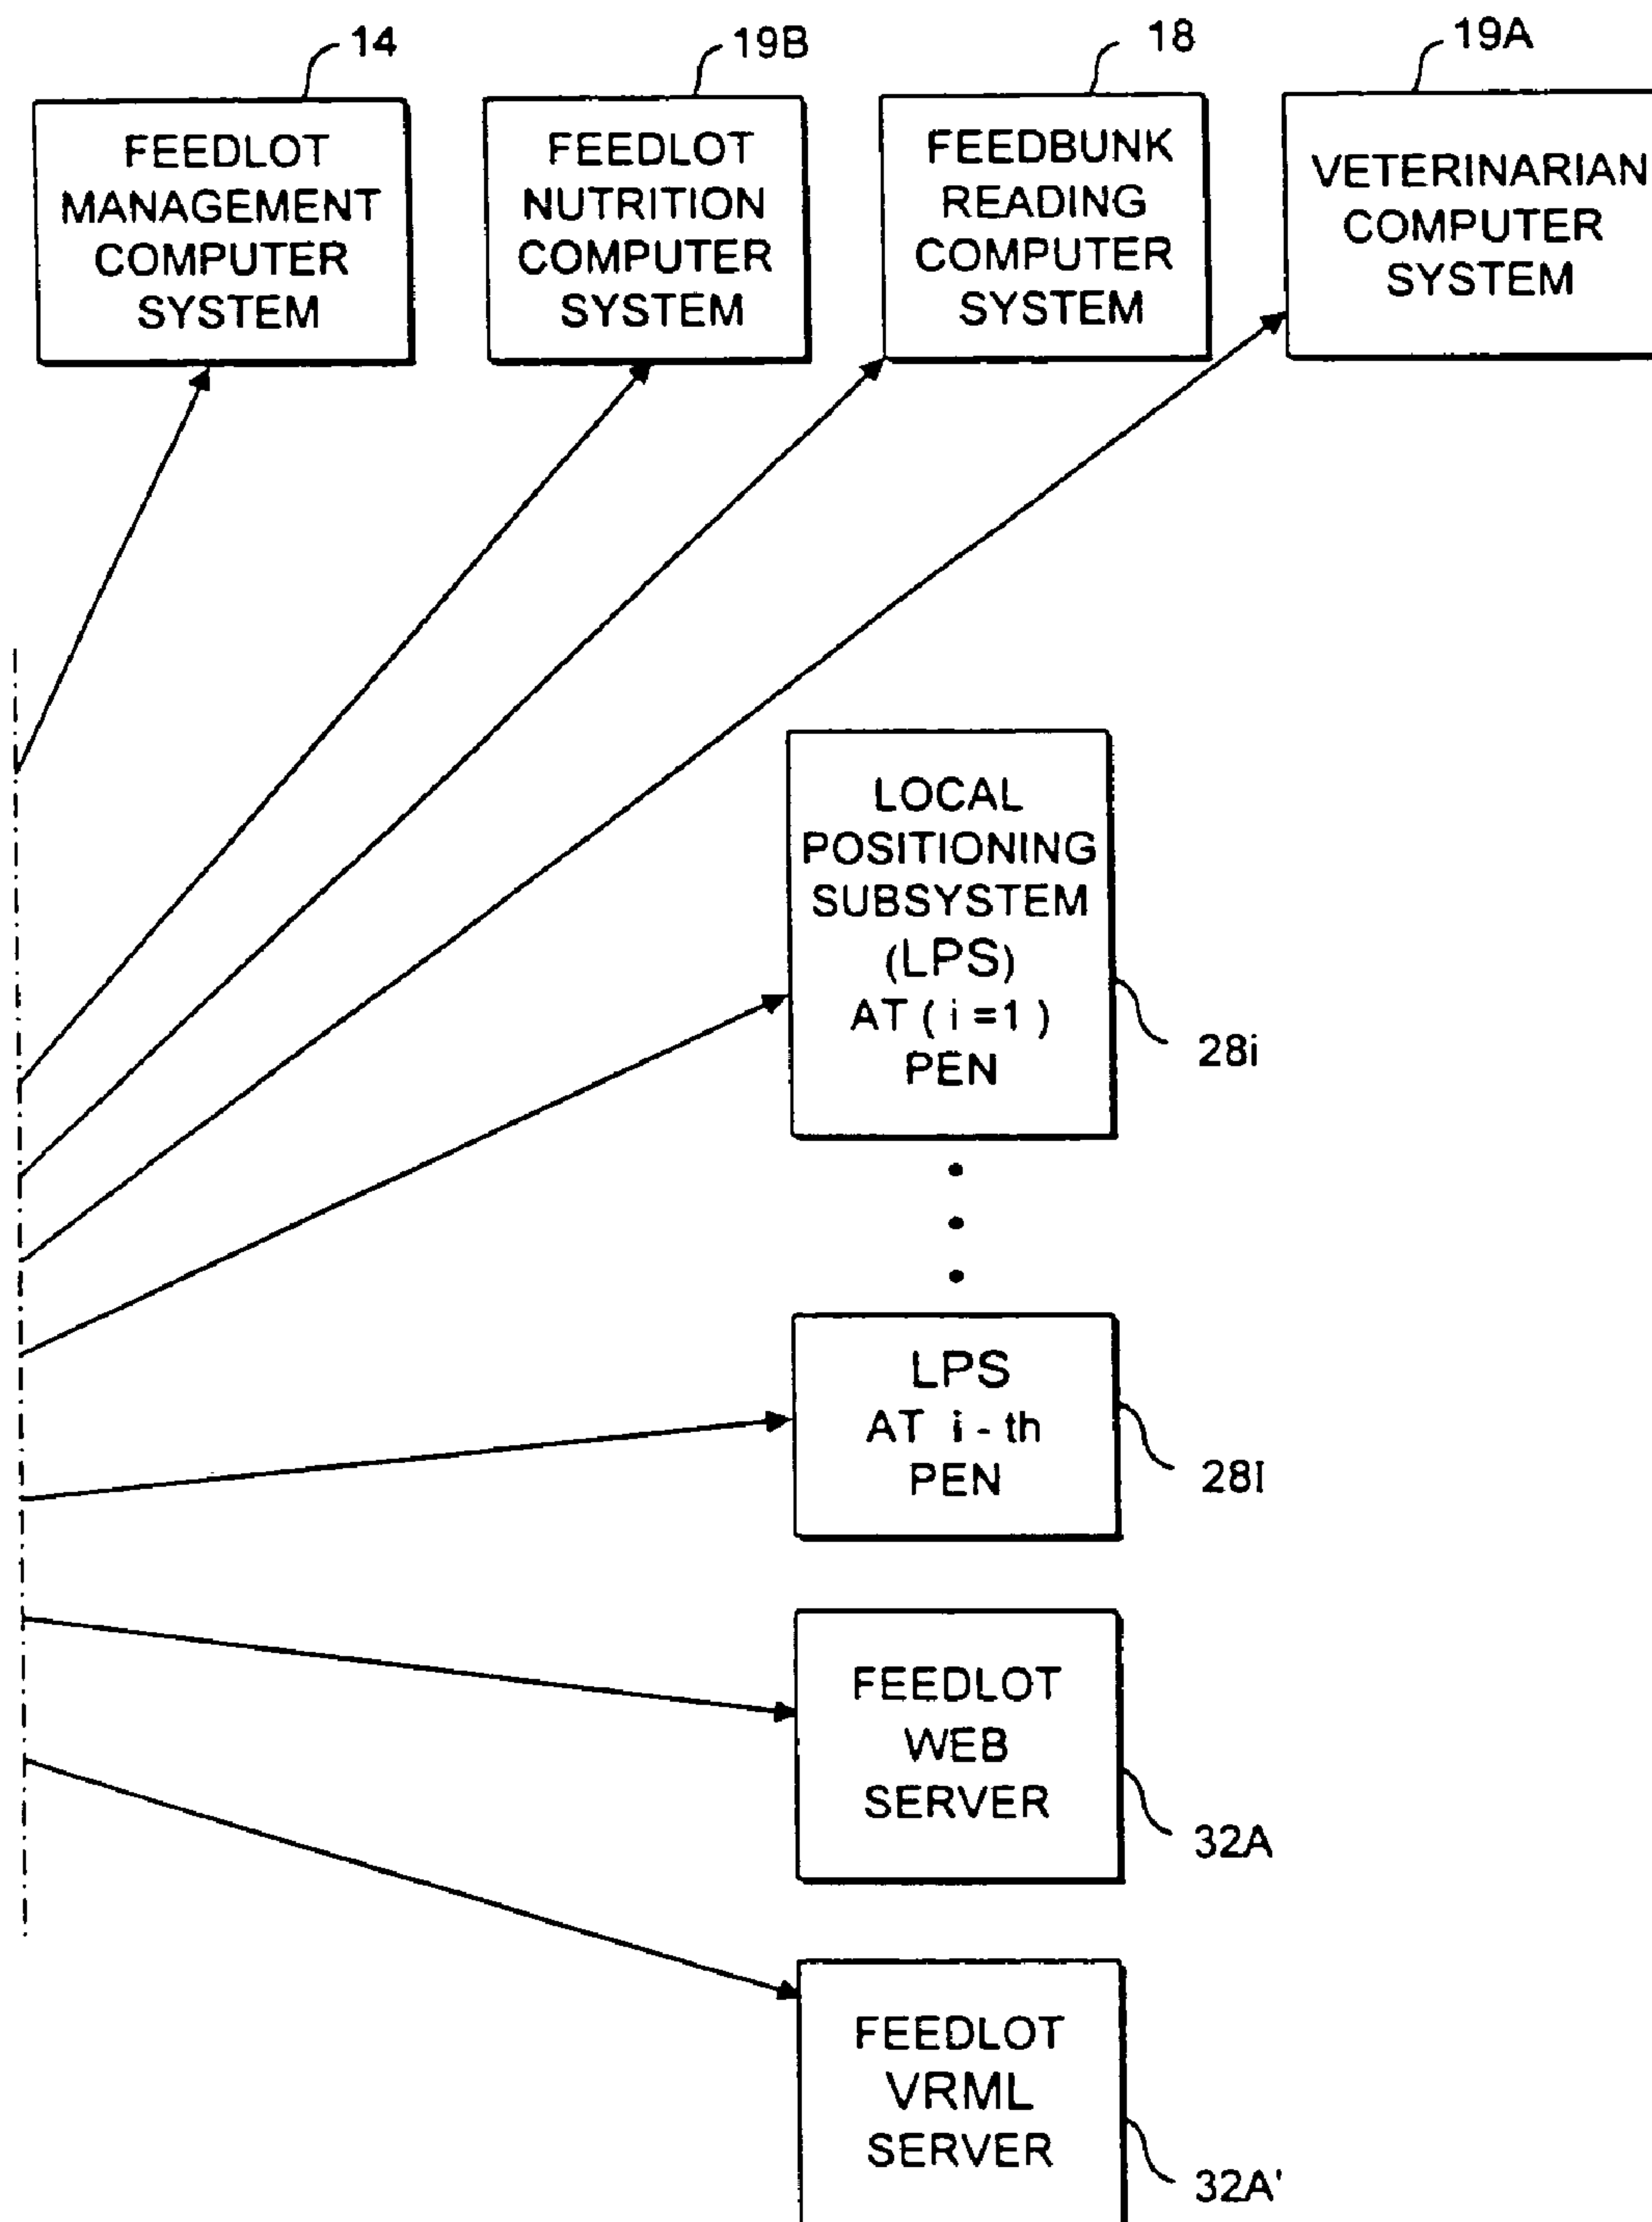 14
19B
18
19A
FEEDLOT
MANAGEMENT
COMPUTER
SYSTEM
FEEDLOT
NUTRITION
COMPUTER
SYSTEM
FEEDBUNK
READING
COMPUTER
SYSTEM
VETERINARIAN
COMPUTER
SYSTEM
LOCAL
POSITIONING
SUBSYSTEM
(LPS)
AT ( i =1 )
PEN
28i
LPS
AT i - th
PEN
28I
FEEDLOT
WEB
SERVER
32A
FEEDLOT
VRML
SERVER
32A'